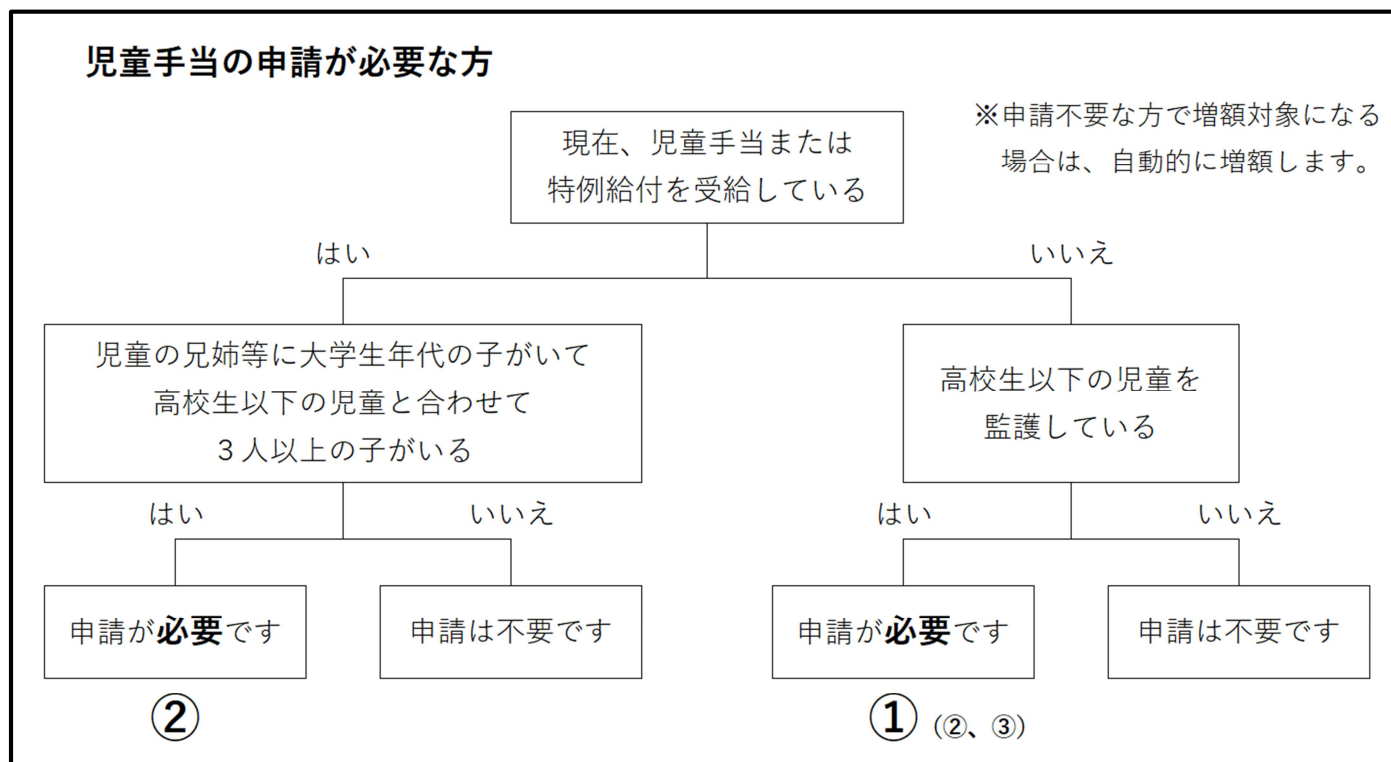 児童手当の申請が必要な方
※申請不要な方で増額対象になる
場合は、自動的に増額します。
現在、児童手当または
特例給付を受給している
はい
いいえ
児童の兄姉等に大学生年代の子がいて
高校生以下の児童と合わせて
３人以上の子がいる
高校生以下の児童を
監護している
はい
いいえ
はい
いいえ
申請が必要です
申請は不要です
申請が必要です
申請は不要です
②
①（②、③）